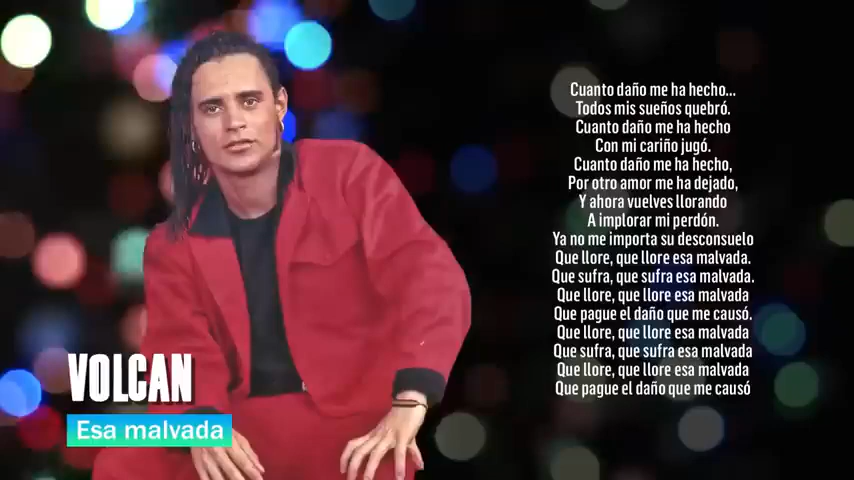 Cuanto daño me ha hecho...
Todos mis sueños quebró.
Cuanto daño me ha hecho
Con mi cariño jugó.
Cuanto daño me ha hecho,
Por otro amor me ha dejado,
Y ahora vuelves llorando
A implorar mi perdón.
Ya no me importa su desconsuelo
Que llore, que llore esa malvada.
Que sufra, que sufra esa malvada.
Que llore, que llore esa malvada
Que pague el daño que me causó.
Que llore, que llore esa malvada
Que sufra, que sufra esa malvada
Que llore, que llore esa malvada
Que pague el daño que me causó
VOLCAN
Esa malvada